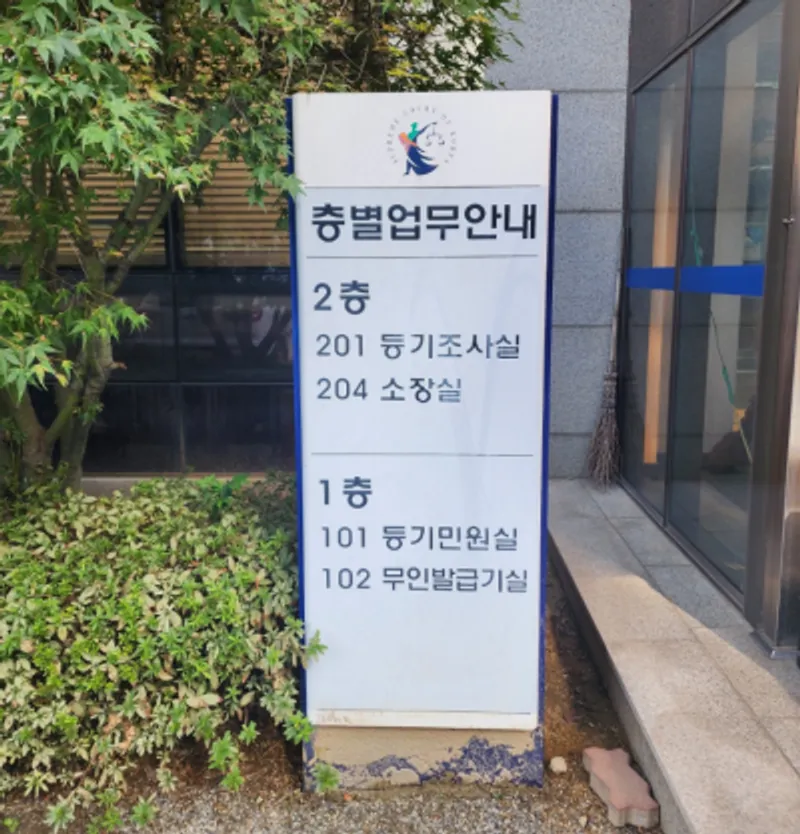 층별업무안내
2층
201 등기조사실
204 소장실
1층
101 등기민원실
102 무인발급기실